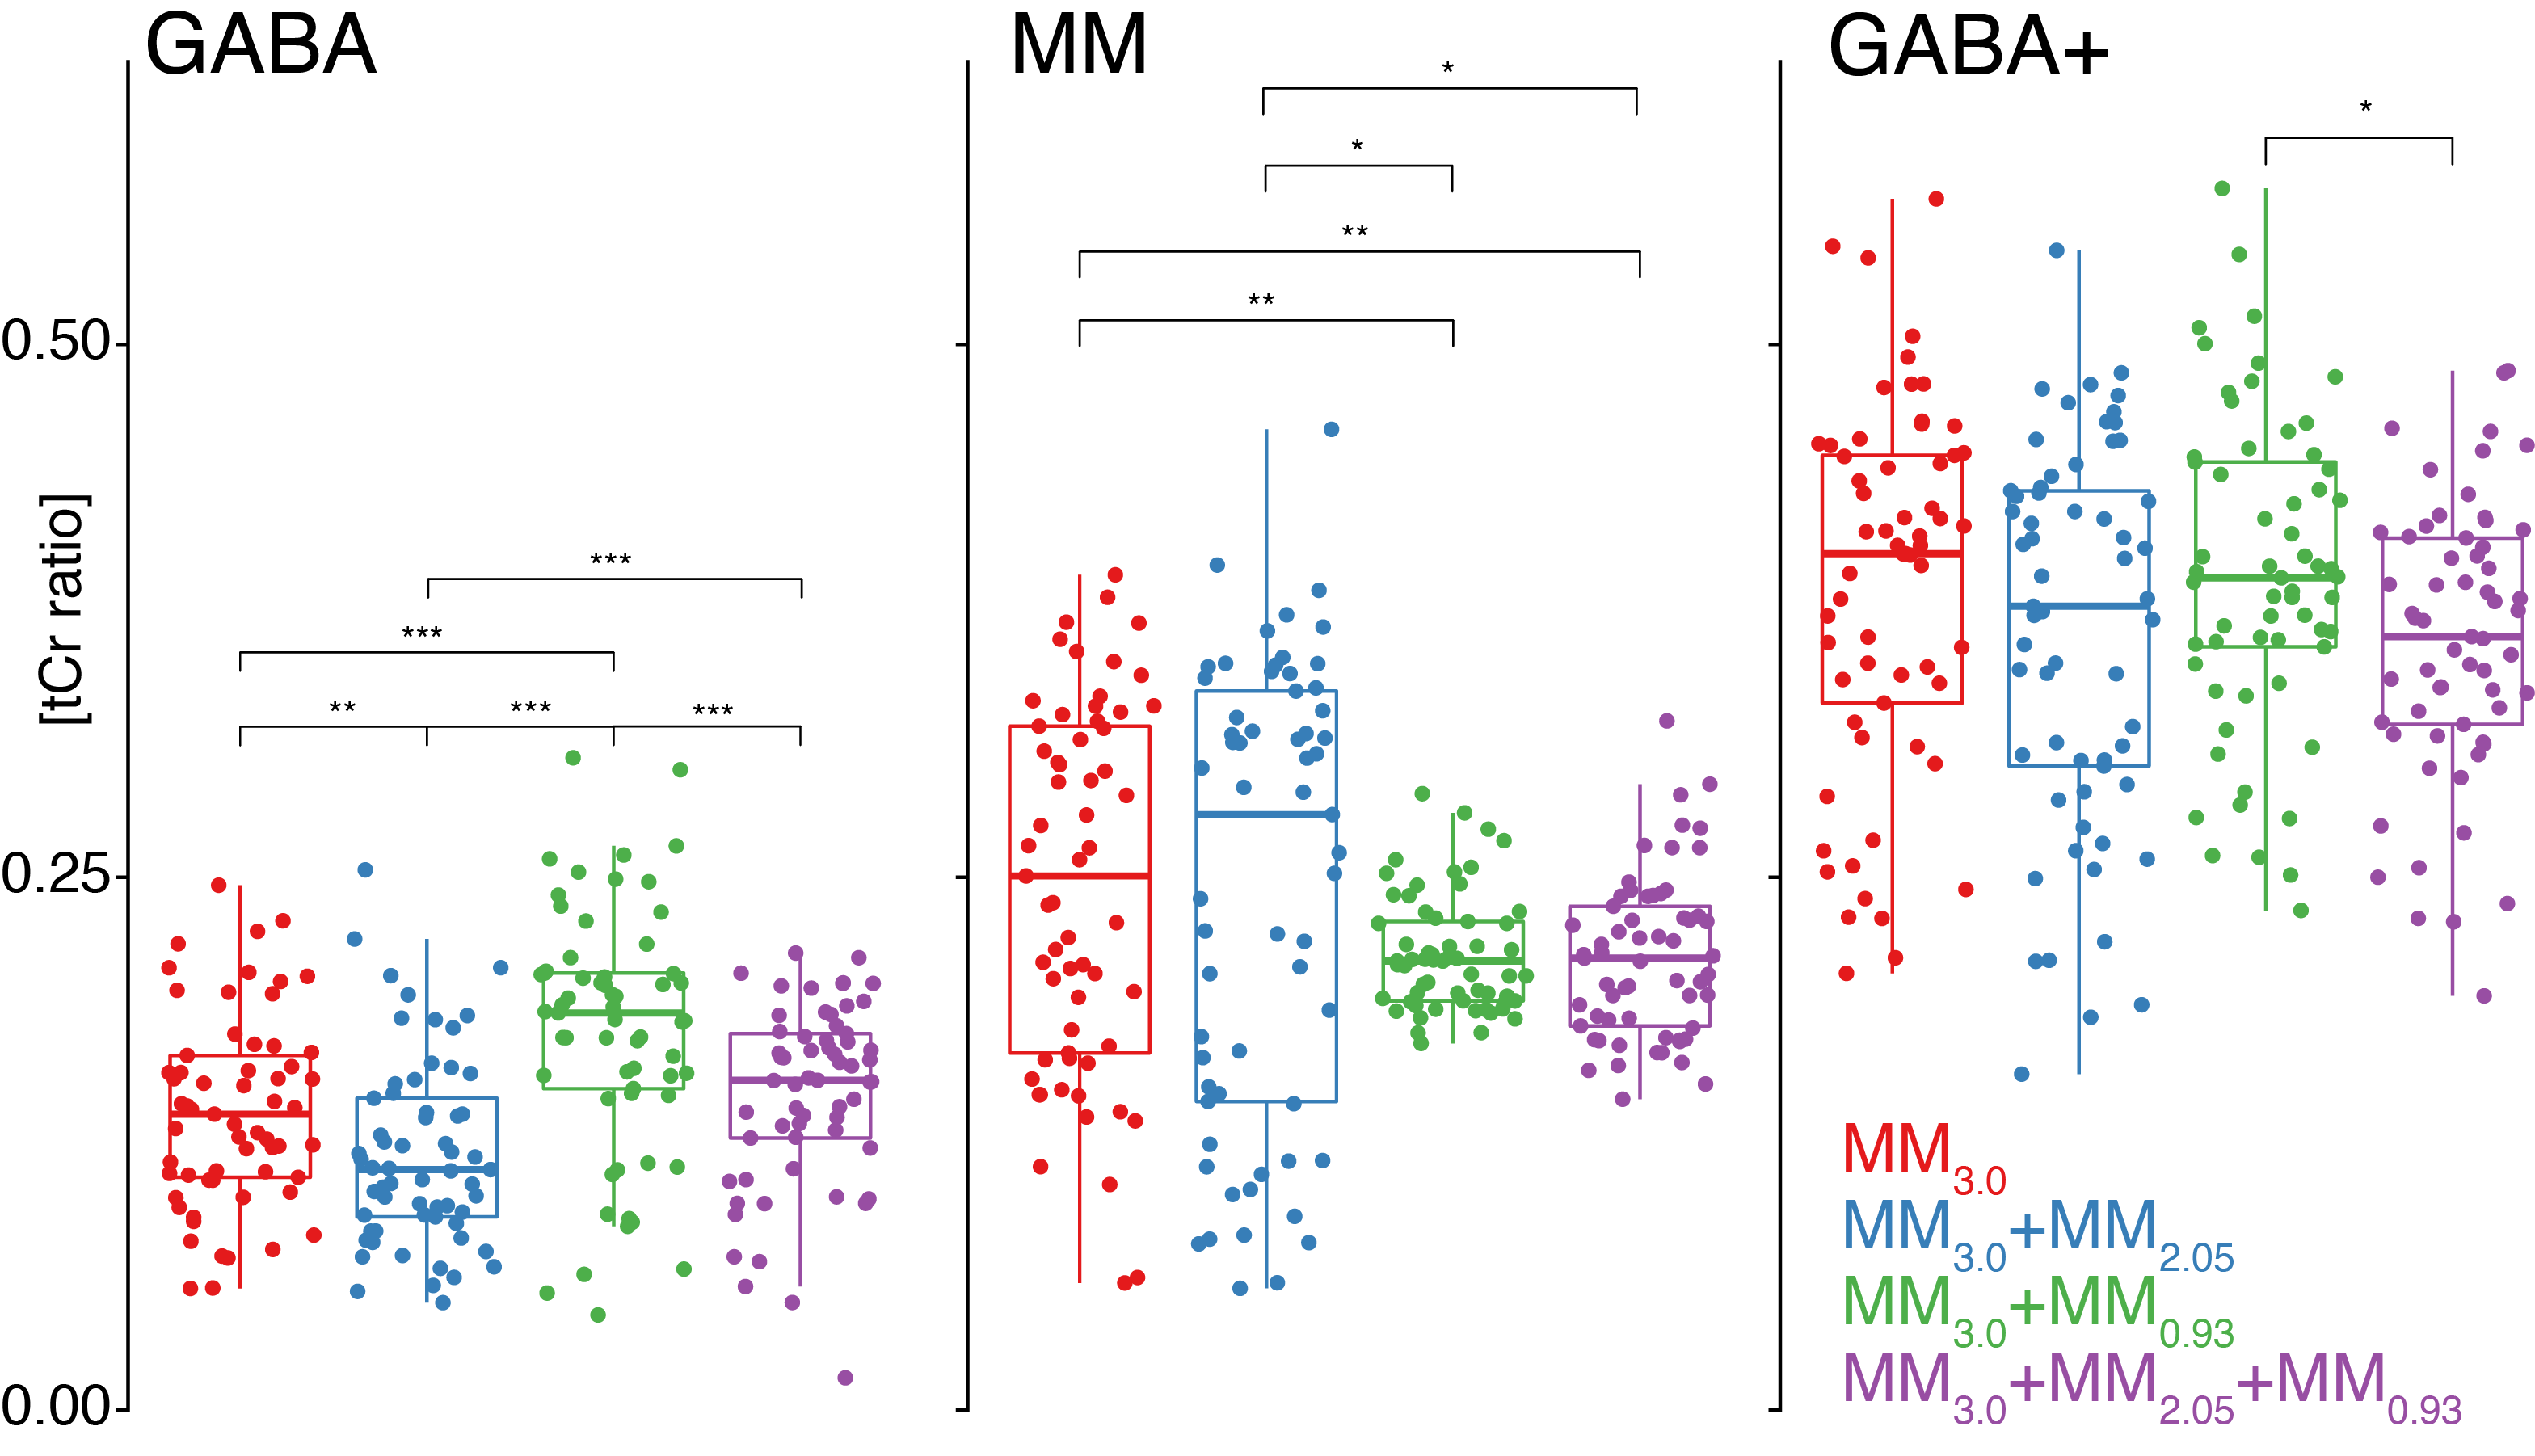 GABA MM GABA+
*
*
*
**
**
0.50
***
***
** *** ***
[tCr ratio]
0.25
0.00
MM3.0
MM3.0+MM2.05
MM3.0+MM0.93
MM3.0+MM2.05+MM0.93